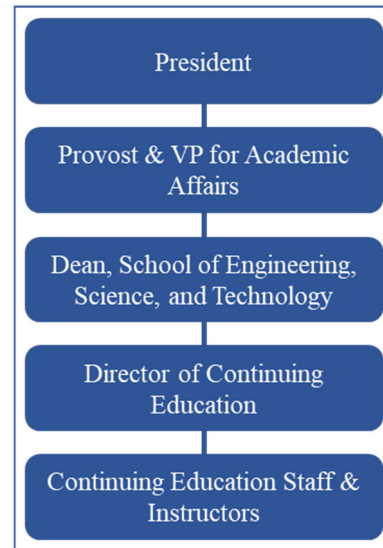 President
Provost & VP for Academic
Affairs
Dean, School of Engineering,
Science, and Technology
Director of Continuing
Education
Continuing Education Staff &
Instructors